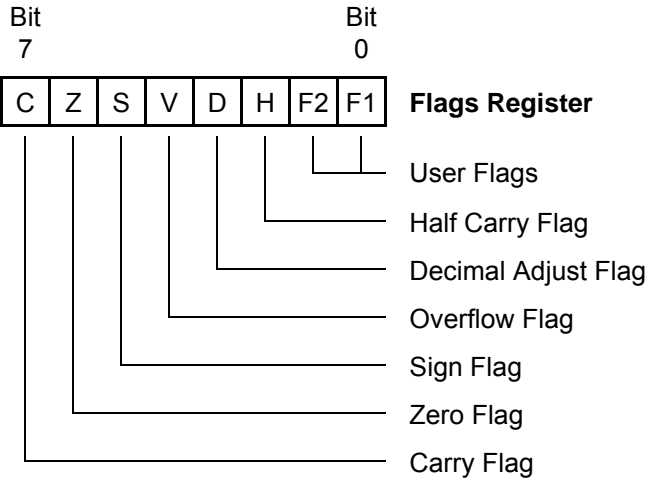 Bit Bit
7 0
C Z S V D H F2 F1 Flags Register
User Flags
Half Carry Flag
Decimal Adjust Flag
Overflow Flag
Sign Flag
Zero Flag
Carry Flag